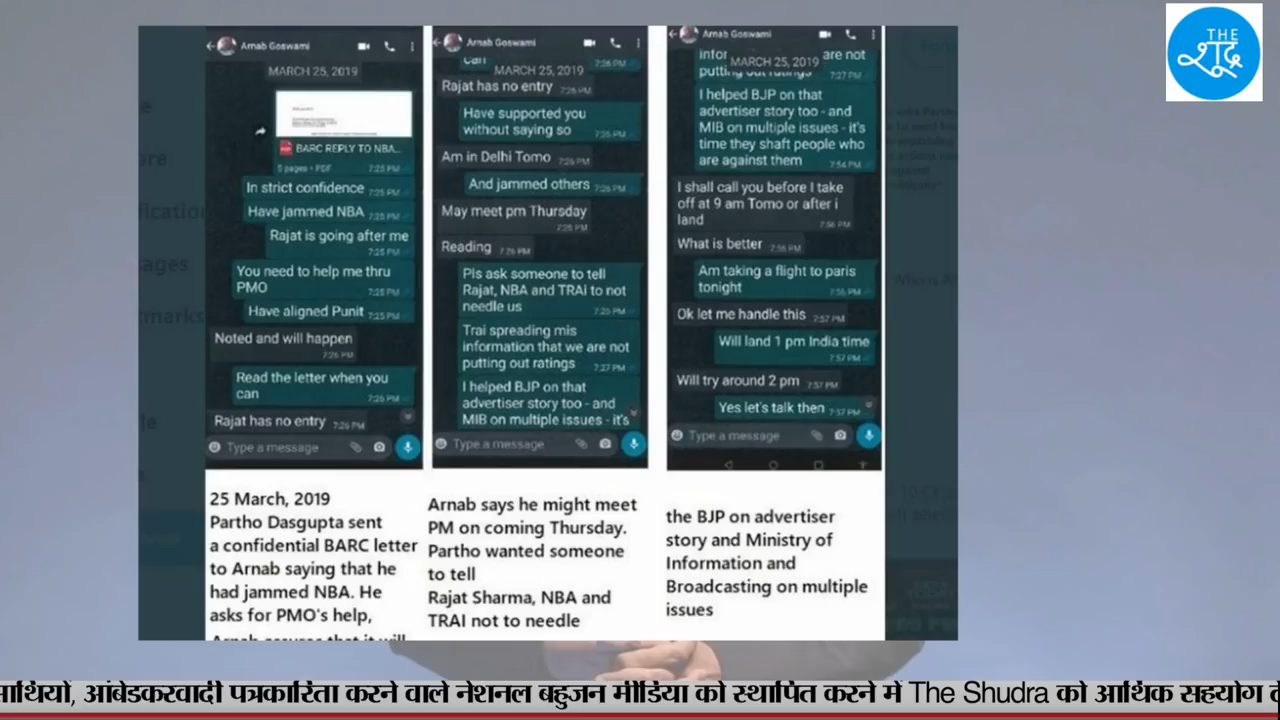 THE
शूद्र
Arnab Goswami
MARCH 25, 2019
BARC REPLY TO NBA...
5 pages • PDF 7:25 PM
In strict confidence 7:25 PM
Have jammed NBA 7:25 PM
Rajat is going after me
7:25 PM
You need to help me thru
PMO 7:25 PM
Have aligned Punit 7:25 PM
Noted and will happen
7:26 PM
Read the letter when you
can 7:26 PM
Rajat has no entry 7:26 PM
Type a message
25 March, 2019
Partho Dasgupta sent
a confidential BARC letter
to Arnab saying that he
had jammed NBA. He
asks for PMO's help,
Arnab assures that it will
Arnab Goswami
can 7:26 PM
MARCH 25, 2019
Rajat has no entry 7:26 PM
Have supported you
without saying so 7:26 PM
Am in Delhi Tomo 7:26 PM
And jammed others 7:26 PM
May meet pm Thursday
7:26 PM
Reading 7:26 PM
Pls ask someone to tell
Rajat, NBA and TRAi to not
needle us 7:26 PM
Trai spreading mis
information that we are not
putting out ratings 7:27 PM
I helped BJP on that
advertiser story too - and
MIB on multiple issues - it's
Type a message
Arnab says he might meet
PM on coming Thursday.
Partho wanted someone
to tell
Rajat Sharma, NBA and
TRAI not to needle
Arnab Goswami
MARCH 25, 2019
are not
putting out ratings 7:27 PM
I helped BJP on that
advertiser story too - and
MIB on multiple issues - it's
time they shaft people who
are against them 7:54 PM
I shall call you before I take
off at 9 am Tomo or after i
land 7:56 PM
What is better 7:56 PM
Am taking a flight to paris
tonight 7:56 PM
Ok let me handle this 7:57 PM
Will land 1 pm India time
7:57 PM
Will try around 2 pm 7:57 PM
Yes let's talk then 7:57 PM
Type a message
the BJP on advertiser
story and Ministry of
Information and
Broadcasting on multiple
issues
साथियों, आंबेडकरवादी पत्रकारिता करने वाले नेशनल बहुजन मीडिया को स्थापित करने में The Shudra को आर्थिक सहयोग